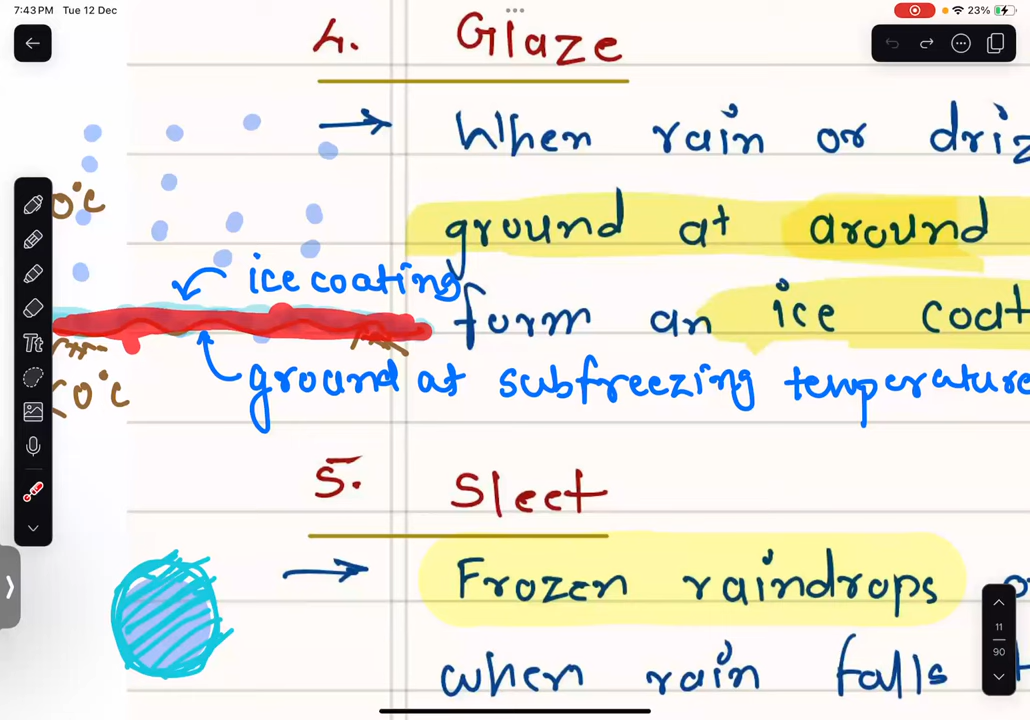 7:43 PM Tue 12 Dec
23%
4. Glaze
→ When rain or driz
0°c
ground at around
ice coating
form an ice coat
ground at subfreezing temperature
<0°c
Tt
5. Sleet
→ Frozen raindrops
when rain falls
11
90